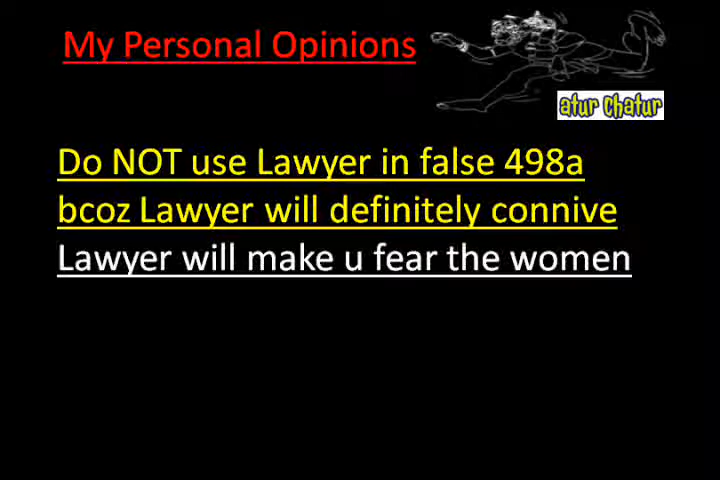 My Personal Opinions
atur chatur
Do NOT use Lawyer in false 498a
bcoz Lawyer will definitely connive
Lawyer will make u fear the women